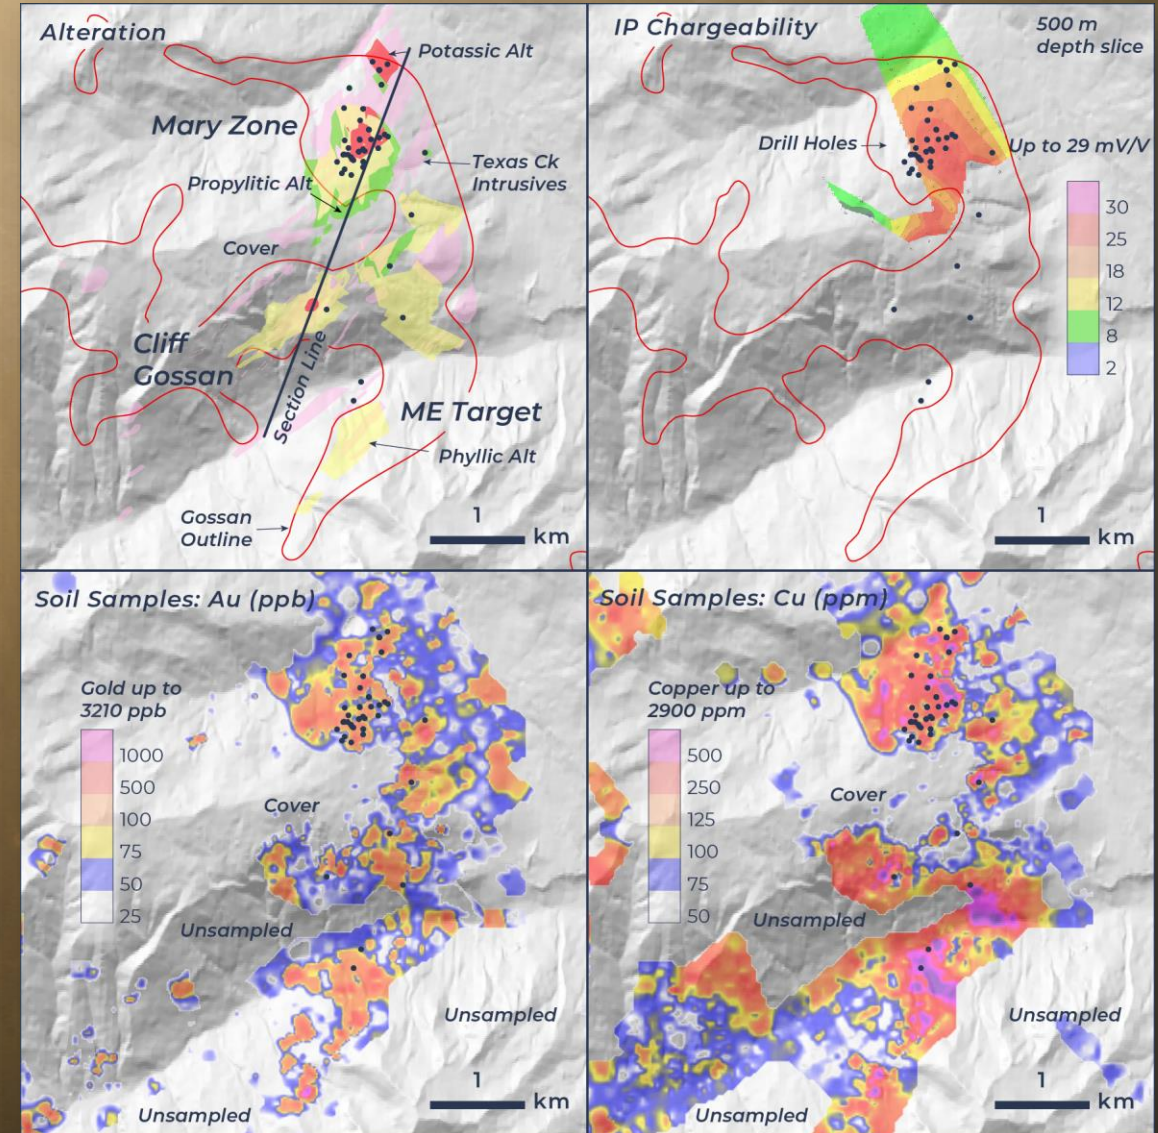 Alteration
Potassic Alt
Mary Zone
Texas Ck
Intrusives
Propylitic Alt
Cover
Cliff
Gossan
Section Line
ME Target
Phyllic Alt
Gossan
Outline
1
km
IP Chargeability
500 m
depth slice
Drill Holes
Up to 29 mV/V
30
25
18
12
8
2
1
km
Soil Samples: Au (ppb)
Gold up to
3210 ppb
1000
500
100
75
50
25
Cover
Unsampled
Unsampled
Unsampled
1
km
Soil Samples: Cu (ppm)
Copper up to
2900 ppm
500
250
125
100
75
50
Cover
Unsampled
Unsampled
Unsampled
1
km